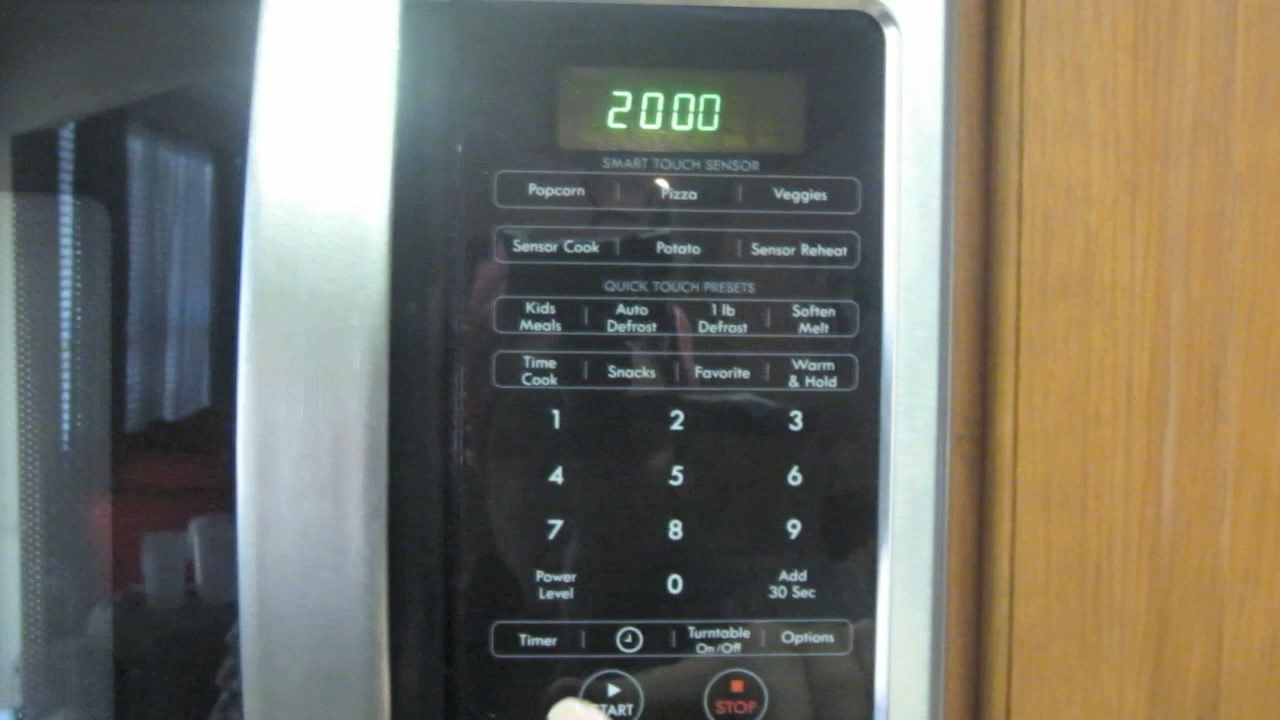 2000
SMART TOUCH SENSOR
Popcorn | Pizza | Veggies
Sensor Cook | Potato | Sensor Reheat
QUICK TOUCH PRESETS
Kids Meals | Auto Defrost | 1 lb Defrost | Soften Melt
Time Cook | Snacks | Favorite | Warm & Hold
1 2 3
4 5 6
7 8 9
Power Level 0 Add 30 Sec
Timer | Turntable On/Off | Options
START STOP